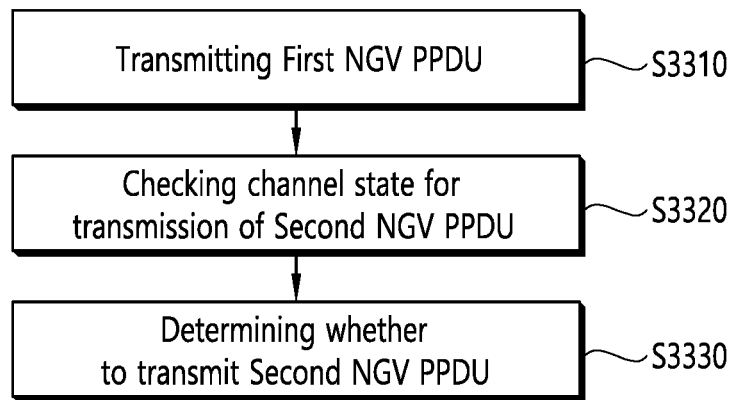 Transmitting First NGV PPDU
S3310
Checking channel state for
transmission of Second NGV PPDU
S3320
Determining whether
to transmit Second NGV PPDU
S3330